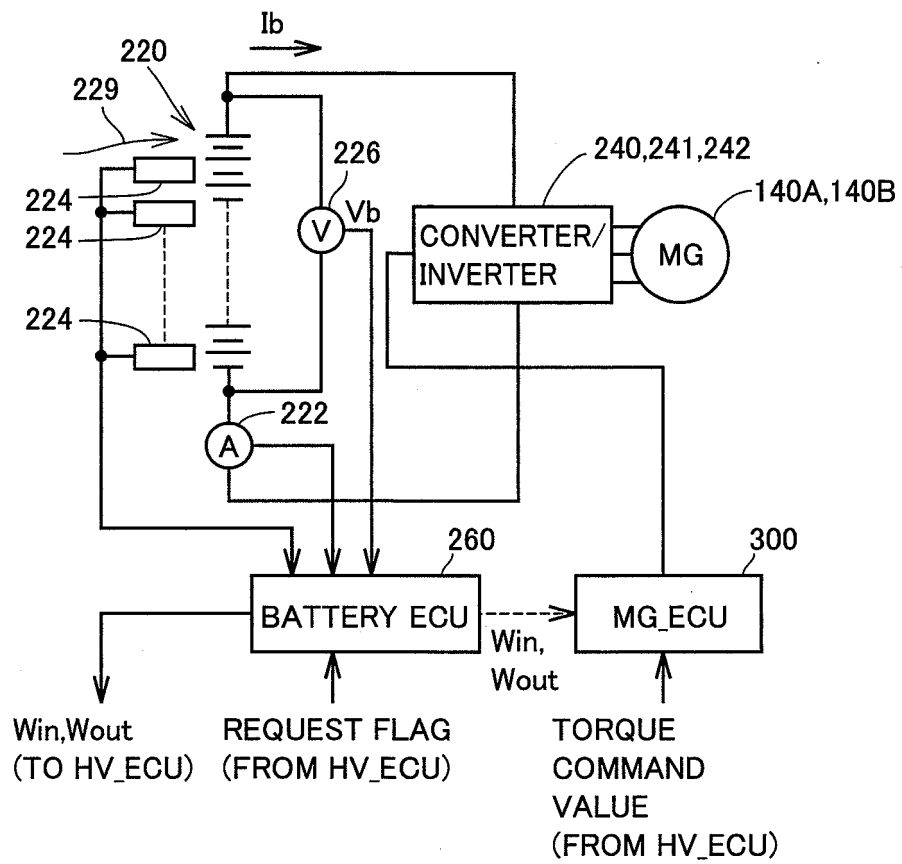 Ib
220
229
226
240,241,242
140A,140B
224
V
Vb
CONVERTER/
INVERTER
MG
224
224
222
A
260
300
BATTERY ECU
MG_ECU
Win,
Wout
Win,Wout
(TO HV_ECU)
REQUEST FLAG
(FROM HV_ECU)
TORQUE
COMMAND
VALUE
(FROM HV_ECU)